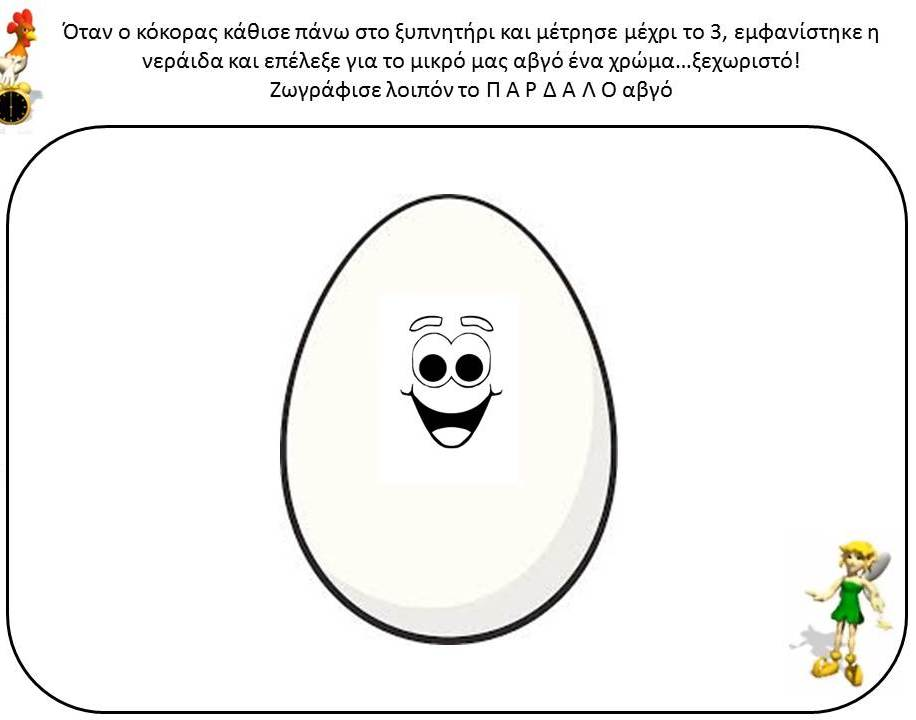 Όταν ο κόκορας κάθισε πάνω στο ξυπνητήρι και μέτρησε μέχρι το 3, εμφανίστηκε η
νεράιδα και επέλεξε για το μικρό μας αβγό ένα χρώμα...ξεχωριστό!
Ζωγράφισε λοιπόν το Π Α Ρ Δ Α Λ Ο αβγό